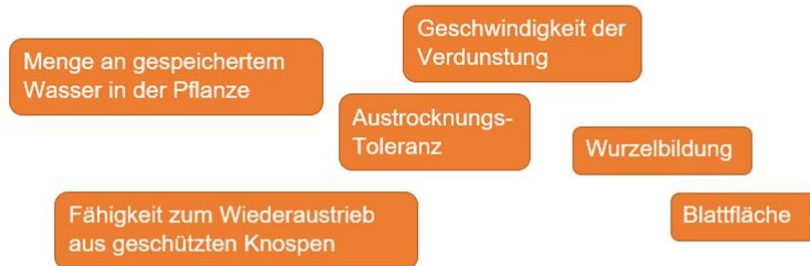 Geschwindigkeit der
Verdunstung
Menge an gespeichertem
Wasser in der Pflanze
Austrocknungs-
Toleranz
Wurzelbildung
Fähigkeit zum Wiederaustrieb
aus geschützten Knospen
Blattfläche